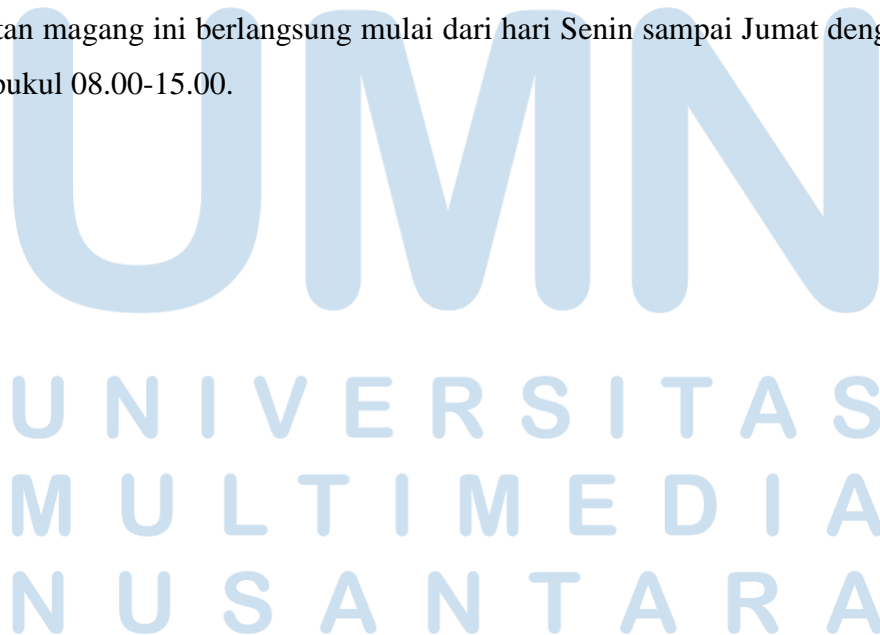 tan magang ini berlangsung mulai dari hari Senin sampai Jumat deng
pukul 08.00-15.00.
UMN
UNIVERSITAS
MULTIMEDIA
NUSANTARA